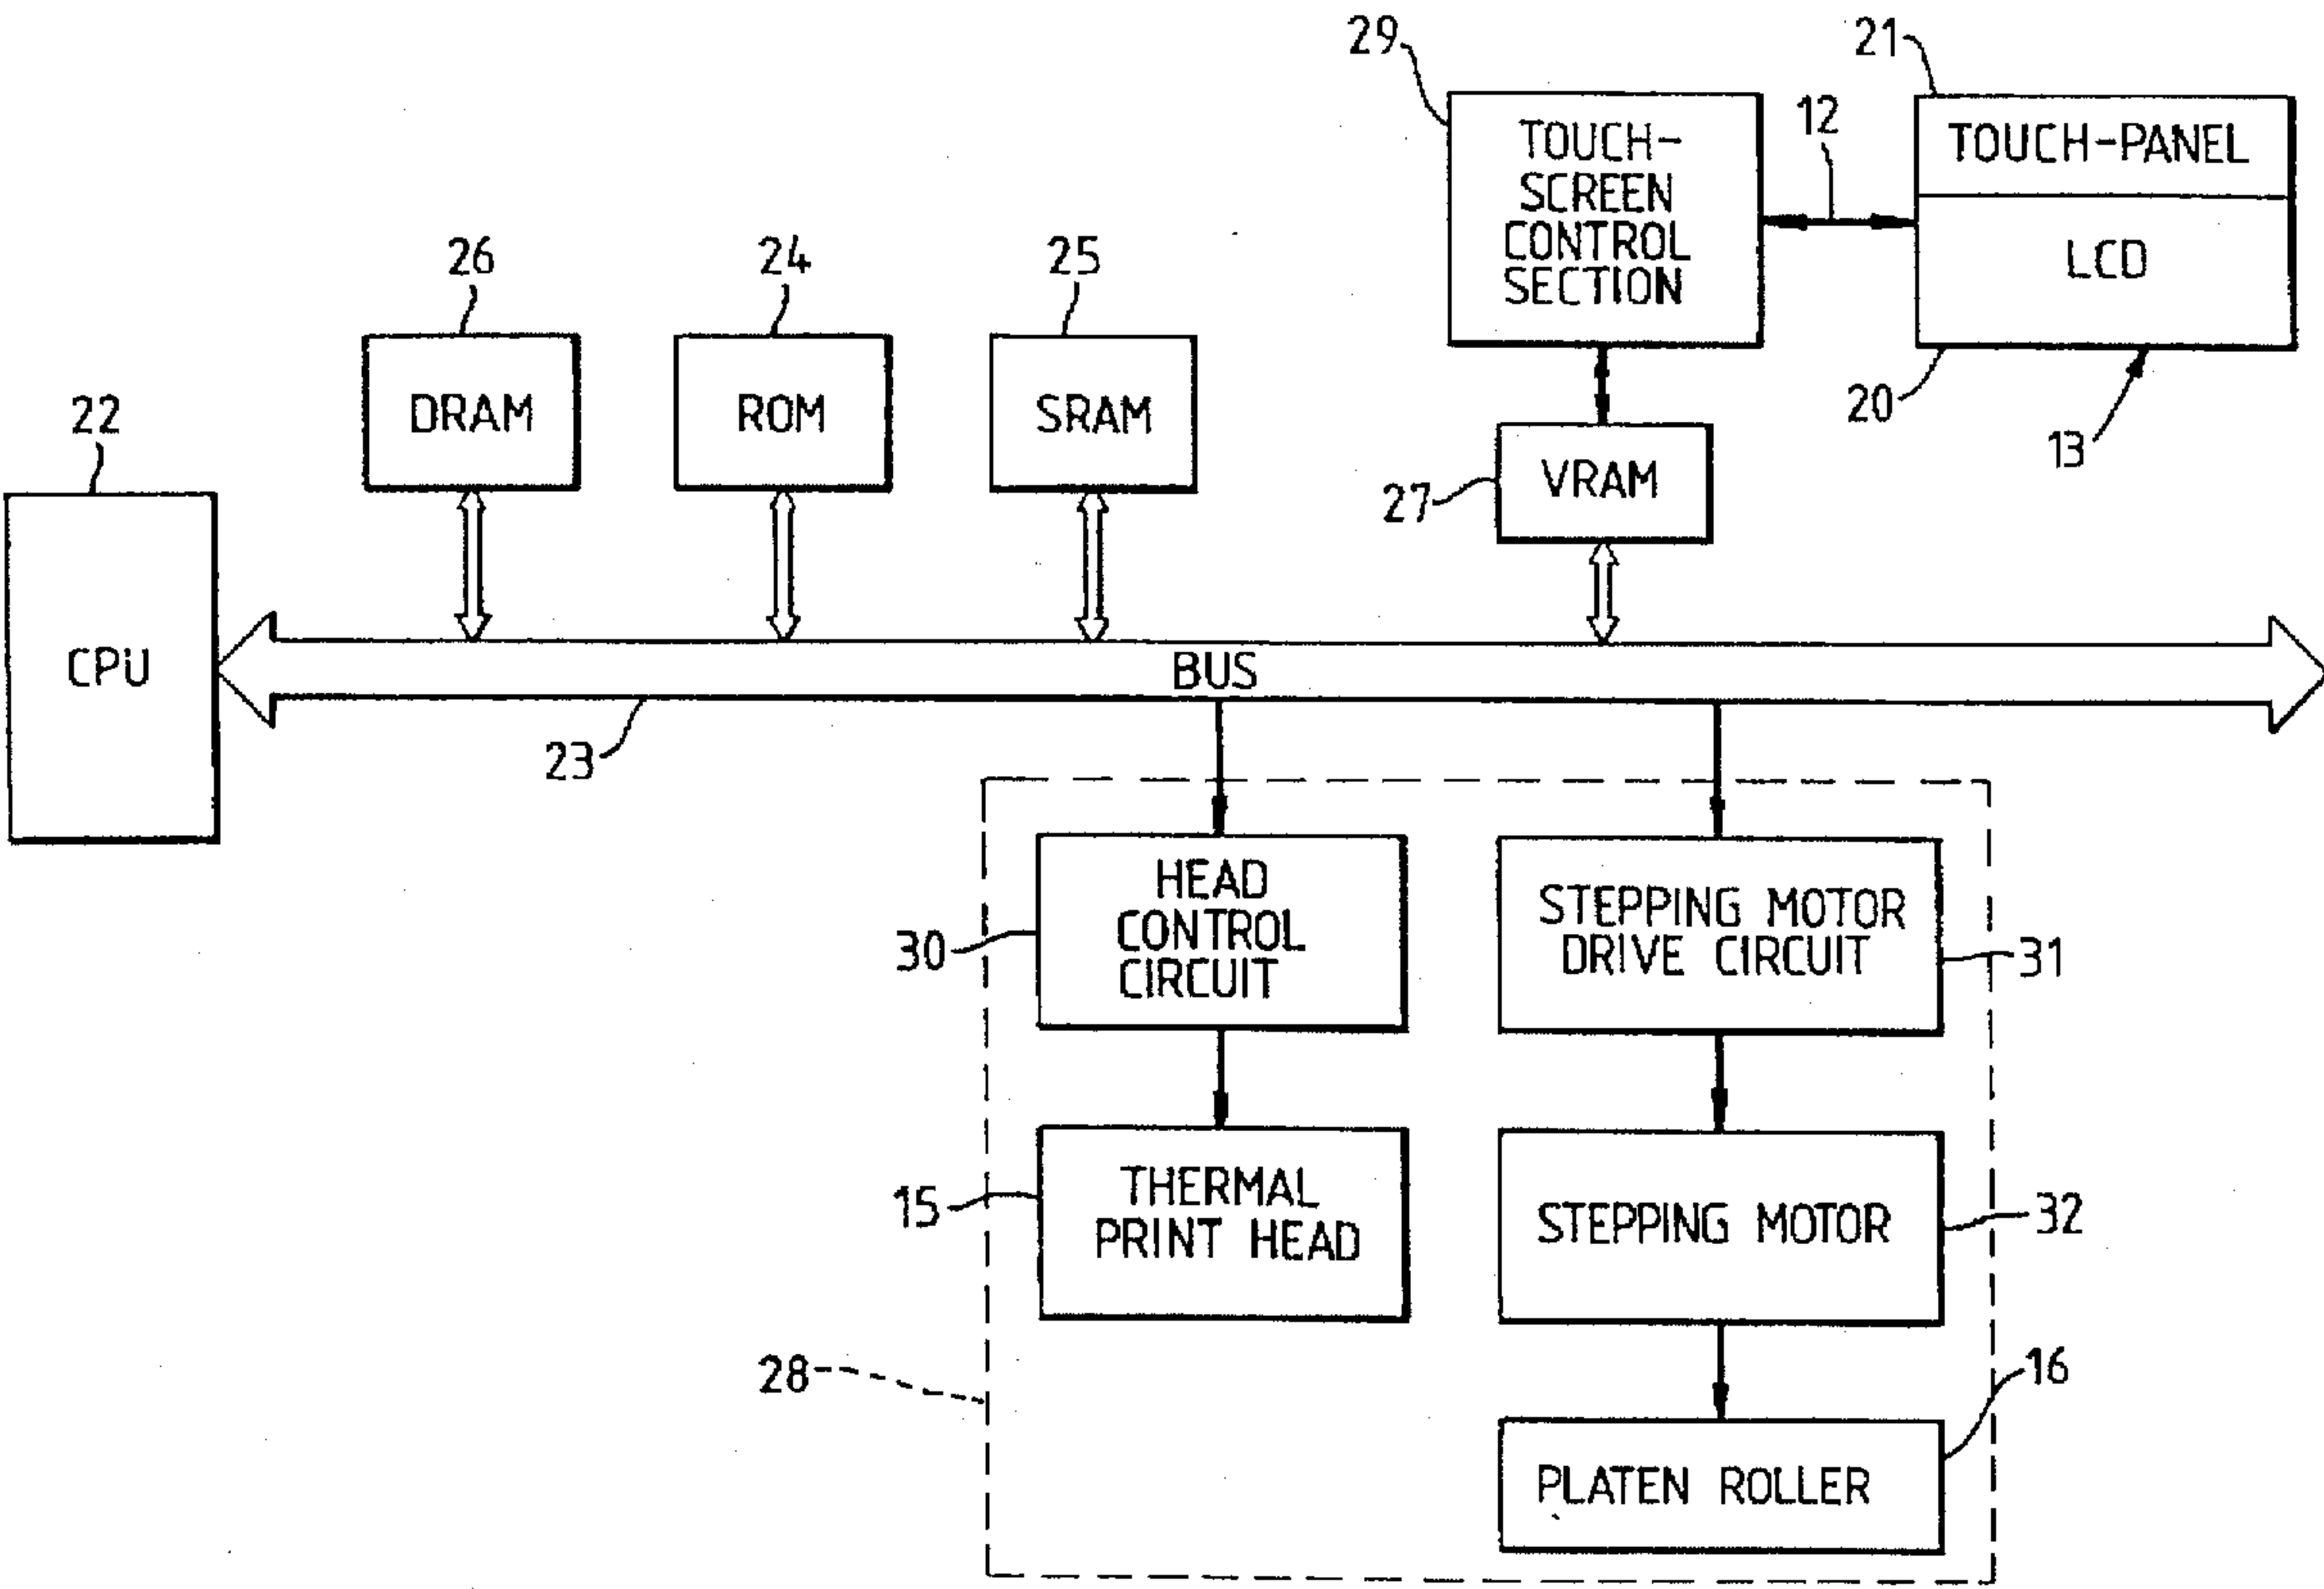 29
21
12
TOUCH-
SCREEN
CONTROL
SECTION
TOUCH-PANEL
LCD
26
24
25
20
13
22
DRAM
ROM
SRAM
27
VRAM
CPU
BUS
23
HEAD
CONTROL
CIRCUIT
30
STEPPING MOTOR
DRIVE CIRCUIT
31
15
THERMAL
PRINT HEAD
STEPPING MOTOR
32
28
16
PLATEN ROLLER